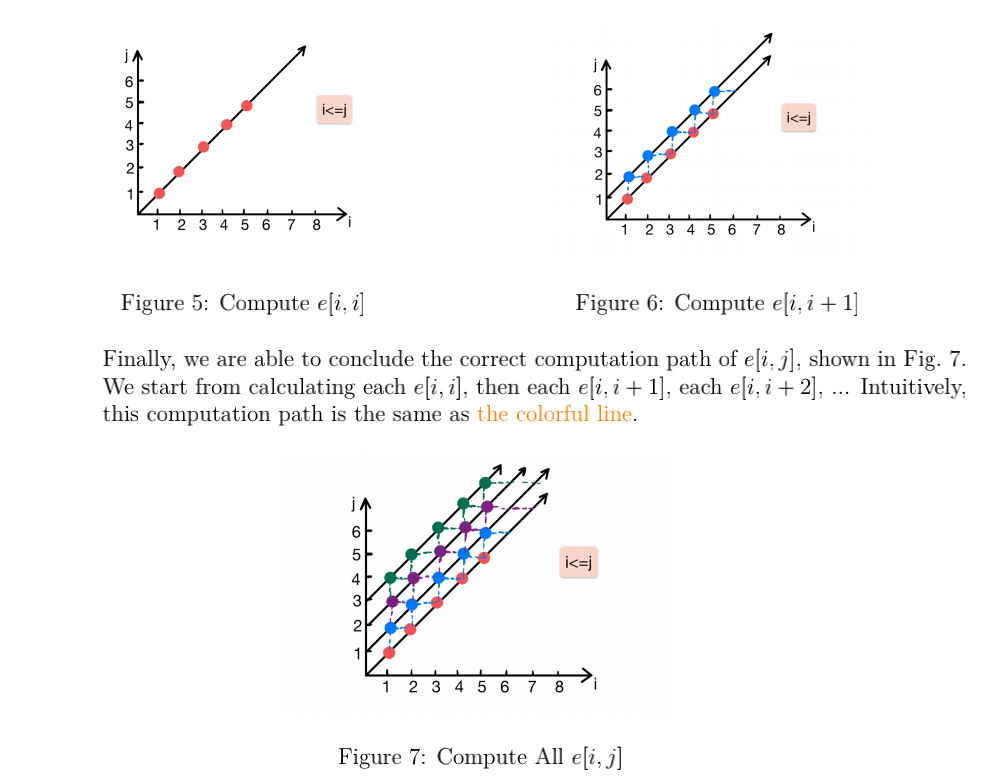 j
6
5
4
3
2
1
1 2 3 4 5 6 7 8 i
i<=j
j
6
5
4
3
2
1
1 2 3 4 5 6 7 8 i
i<=j
Figure 5: Compute e[i, i]
Figure 6: Compute e[i, i + 1]
Finally, we are able to conclude the correct computation path of e[i, j], shown in Fig. 7.
We start from calculating each e[i, i], then each e[i, i + 1], each e[i, i + 2], ... Intuitively,
this computation path is the same as the colorful line.
j
6
5
4
3
2
1
1 2 3 4 5 6 7 8 i
i<=j
Figure 7: Compute All e[i, j]